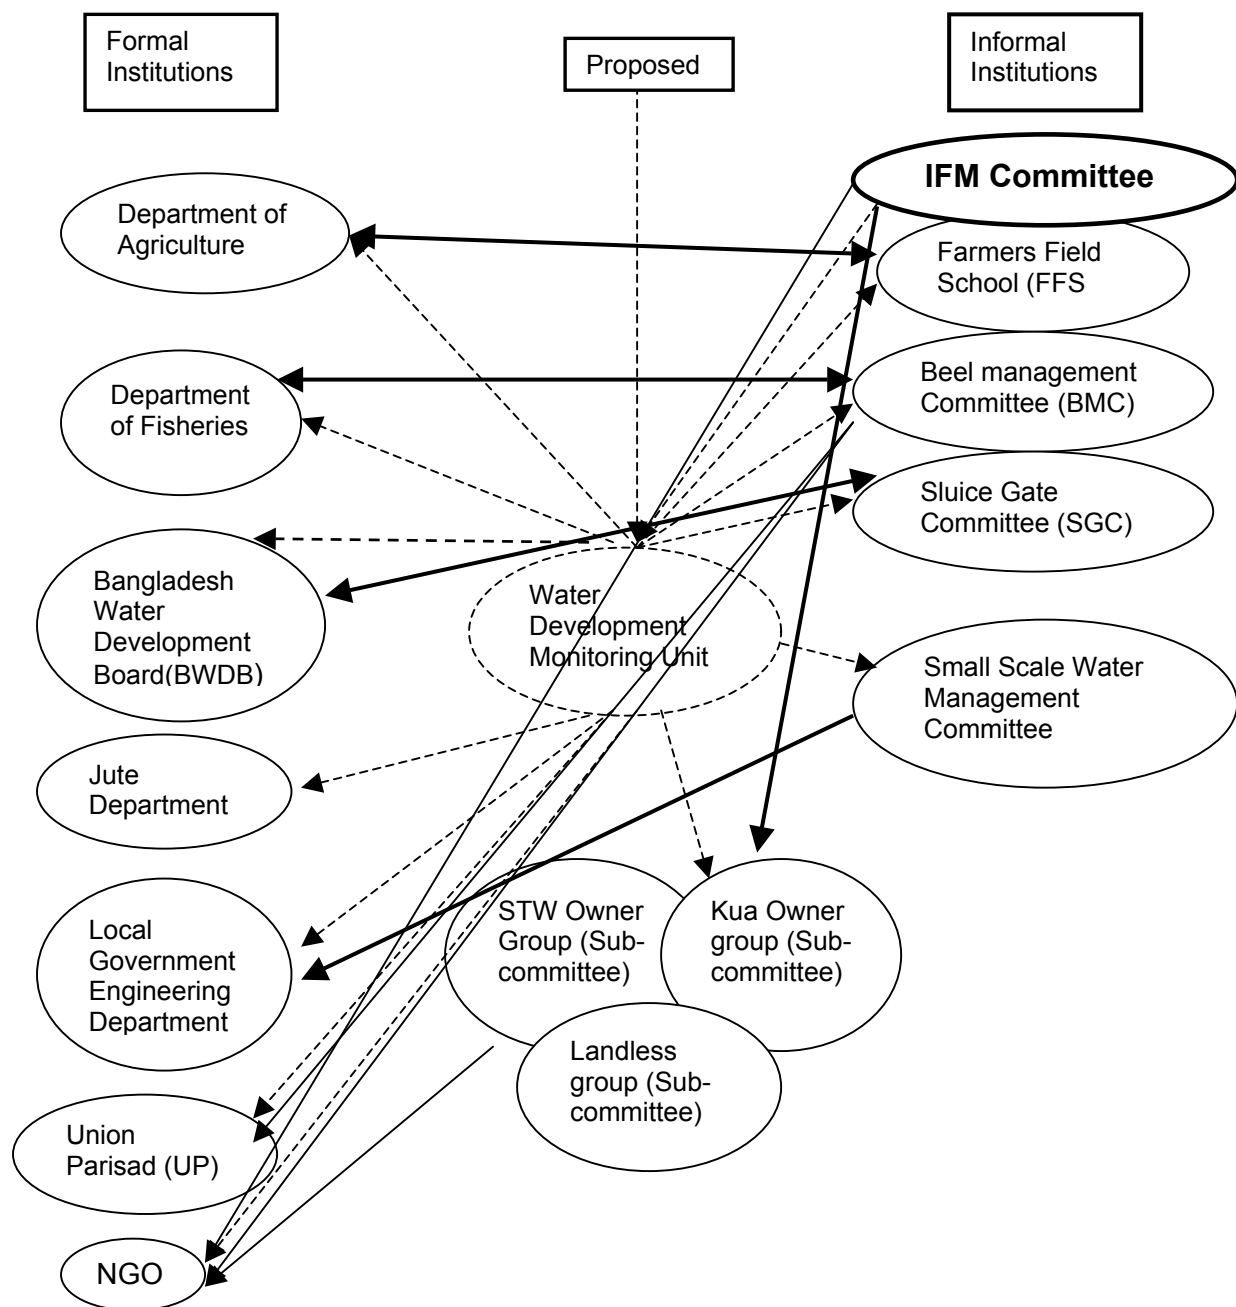 Formal
Institutions
Proposed
Informal
Institutions
IFM Committee
Department of
Agriculture
Farmers Field
School (FFS
Department
of Fisheries
Beel management
Committee (BMC)
Sluice Gate
Committee (SGC)
Bangladesh
Water
Development
Board(BWDB)
Water
Development
Monitoring Unit
Small Scale Water
Management
Committee
Jute
Department
STW Owner
Group (Sub-
committee)
Kua Owner
group (Sub-
committee)
Local
Government
Engineering
Department
Landless
group (Sub-
committee)
Union
Parisad (UP)
NGO